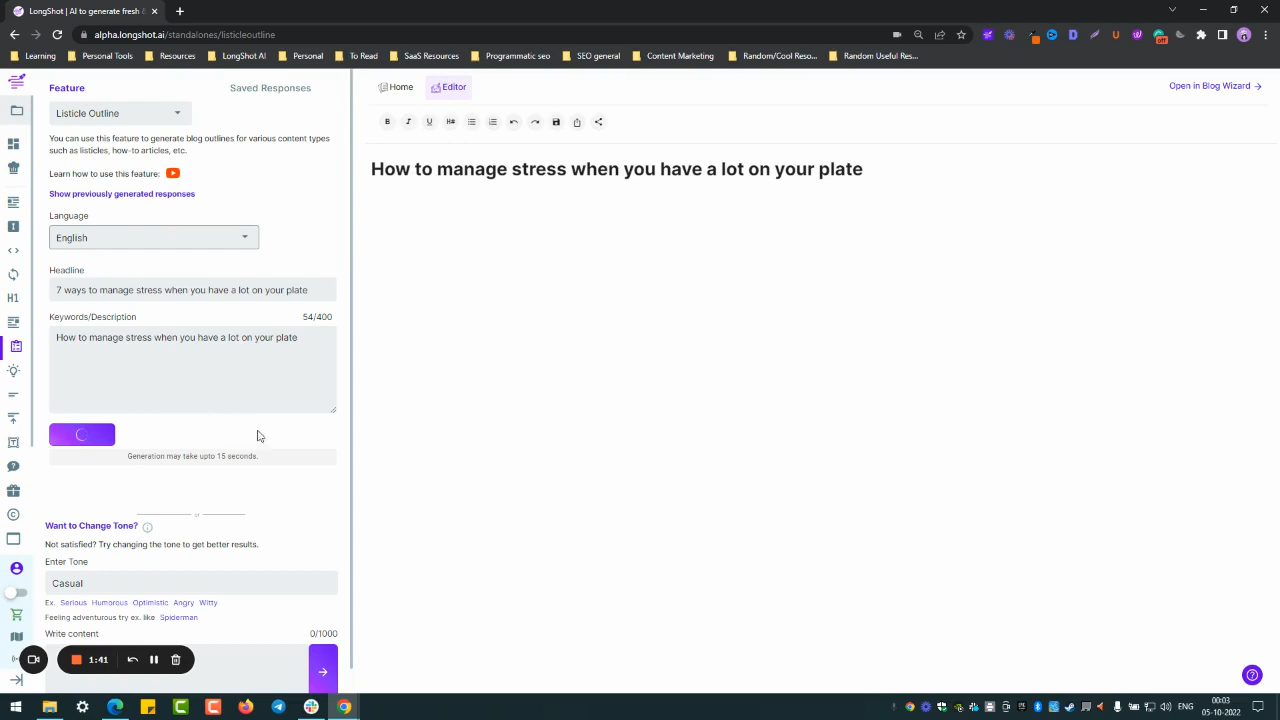 LongShot | AI to generate fresh &
alpha.longshot.ai/standalones/listicleoutline
off
Learning
Personal Tools
Resources
LongShot AI
Personal
To Read
SaaS Resources
Programmatic seo
SEO general
Content Marketing
Random/Cool Reso...
Random Useful Res...
Feature
Saved Responses
Listicle Outline
You can use this feature to generate blog outlines for various content types
such as listicles, how-to articles, etc.
Learn how to use this feature:
Show previously generated responses
Language
English
Headline
7 ways to manage stress when you have a lot on your plate
Keywords/Description 54/400
How to manage stress when you have a lot on your plate
Generation may take upto 15 seconds.
or
Want to Change Tone?
Not satisfied? Try changing the tone to get better results.
Enter Tone
Casual
Ex. Serious Humorous Optimistic Angry Witty
Feeling adventurous try ex. like Spiderman
Write content 0/1000
1:41
H1
Home
Editor
Open in Blog Wizard
B I U H#
How to manage stress when you have a lot on your plate
ENG
00:03
05-10-2022